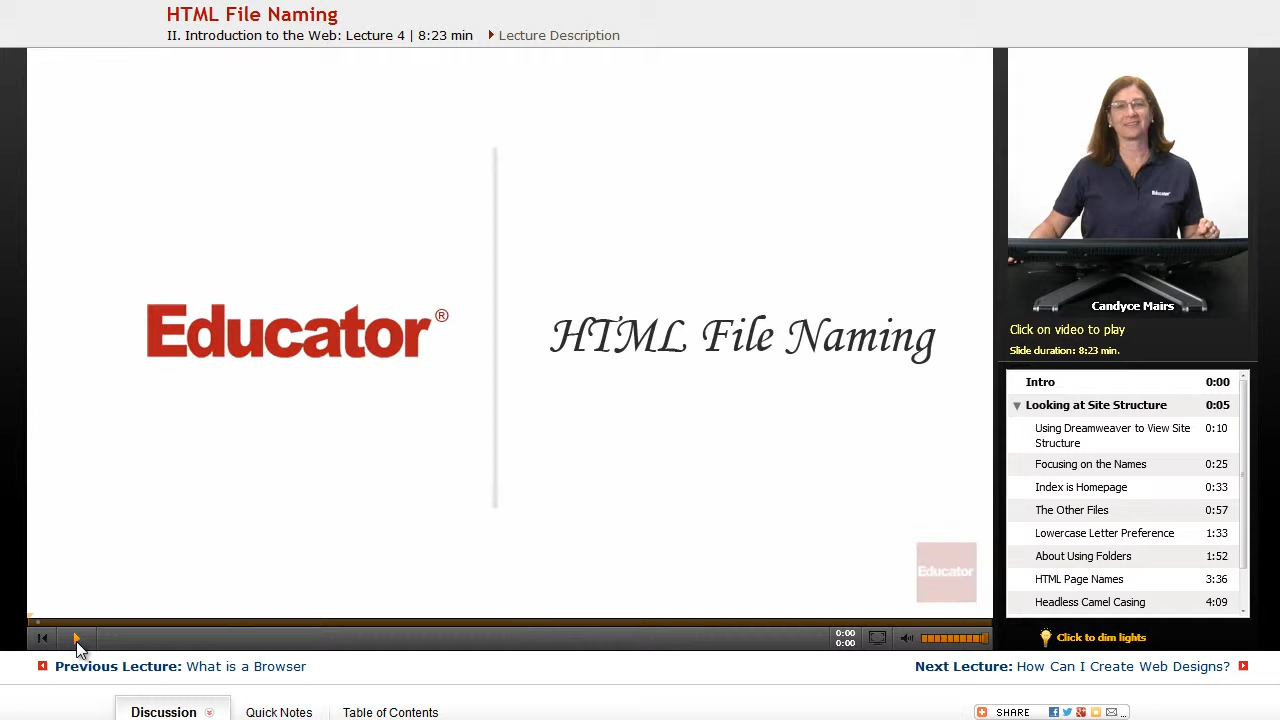 HTML File Naming
II. Introduction to the Web: Lecture 4 | 8:23 min
Lecture Description
Educator®
HTML File Naming
Educator
Educator
Candyce Mairs
Click on video to play
Slide duration: 8:23 min.
Intro 0:00
Looking at Site Structure 0:05
Using Dreamweaver to View Site 0:10
Structure
Focusing on the Names 0:25
Index is Homepage 0:33
The Other Files 0:57
Lowercase Letter Preference 1:33
About Using Folders 1:52
HTML Page Names 3:36
Headless Camel Casing 4:09
0:00
0:00
Click to dim lights
Previous Lecture: What is a Browser
Next Lecture: How Can I Create Web Designs?
Discussion
Quick Notes
Table of Contents
SHARE